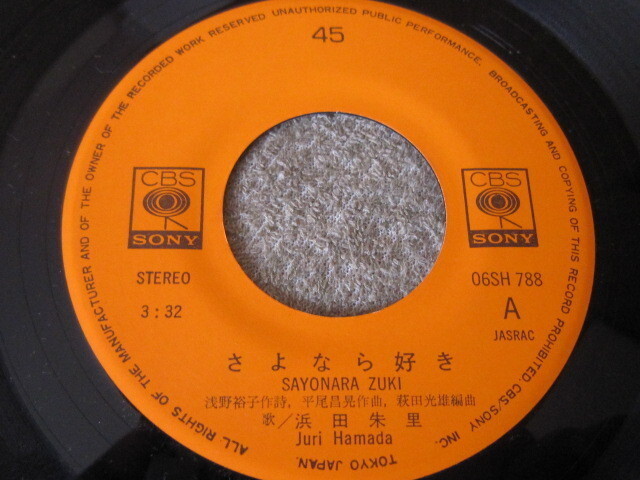 ALL RIGHTS OF THE MANUFACTURER AND OF THE OWNER OF THE RECORDED WORK RESERVED UNAUTHORIZED PUBLIC PERFORMANCE, BROADCASTING AND COPYING OF THIS RECORD PROHIBITED. CBS/SONY INC. TOKYO JAPAN.
45
CBS
SONY
CBS
SONY
STEREO
06SH 788
3:32
A
JASRAC
さよなら好き
SAYONARA ZUKI
浅野裕子作詩, 平尾昌晃作曲, 萩田光雄編曲
歌/浜田朱里
Juri Hamada